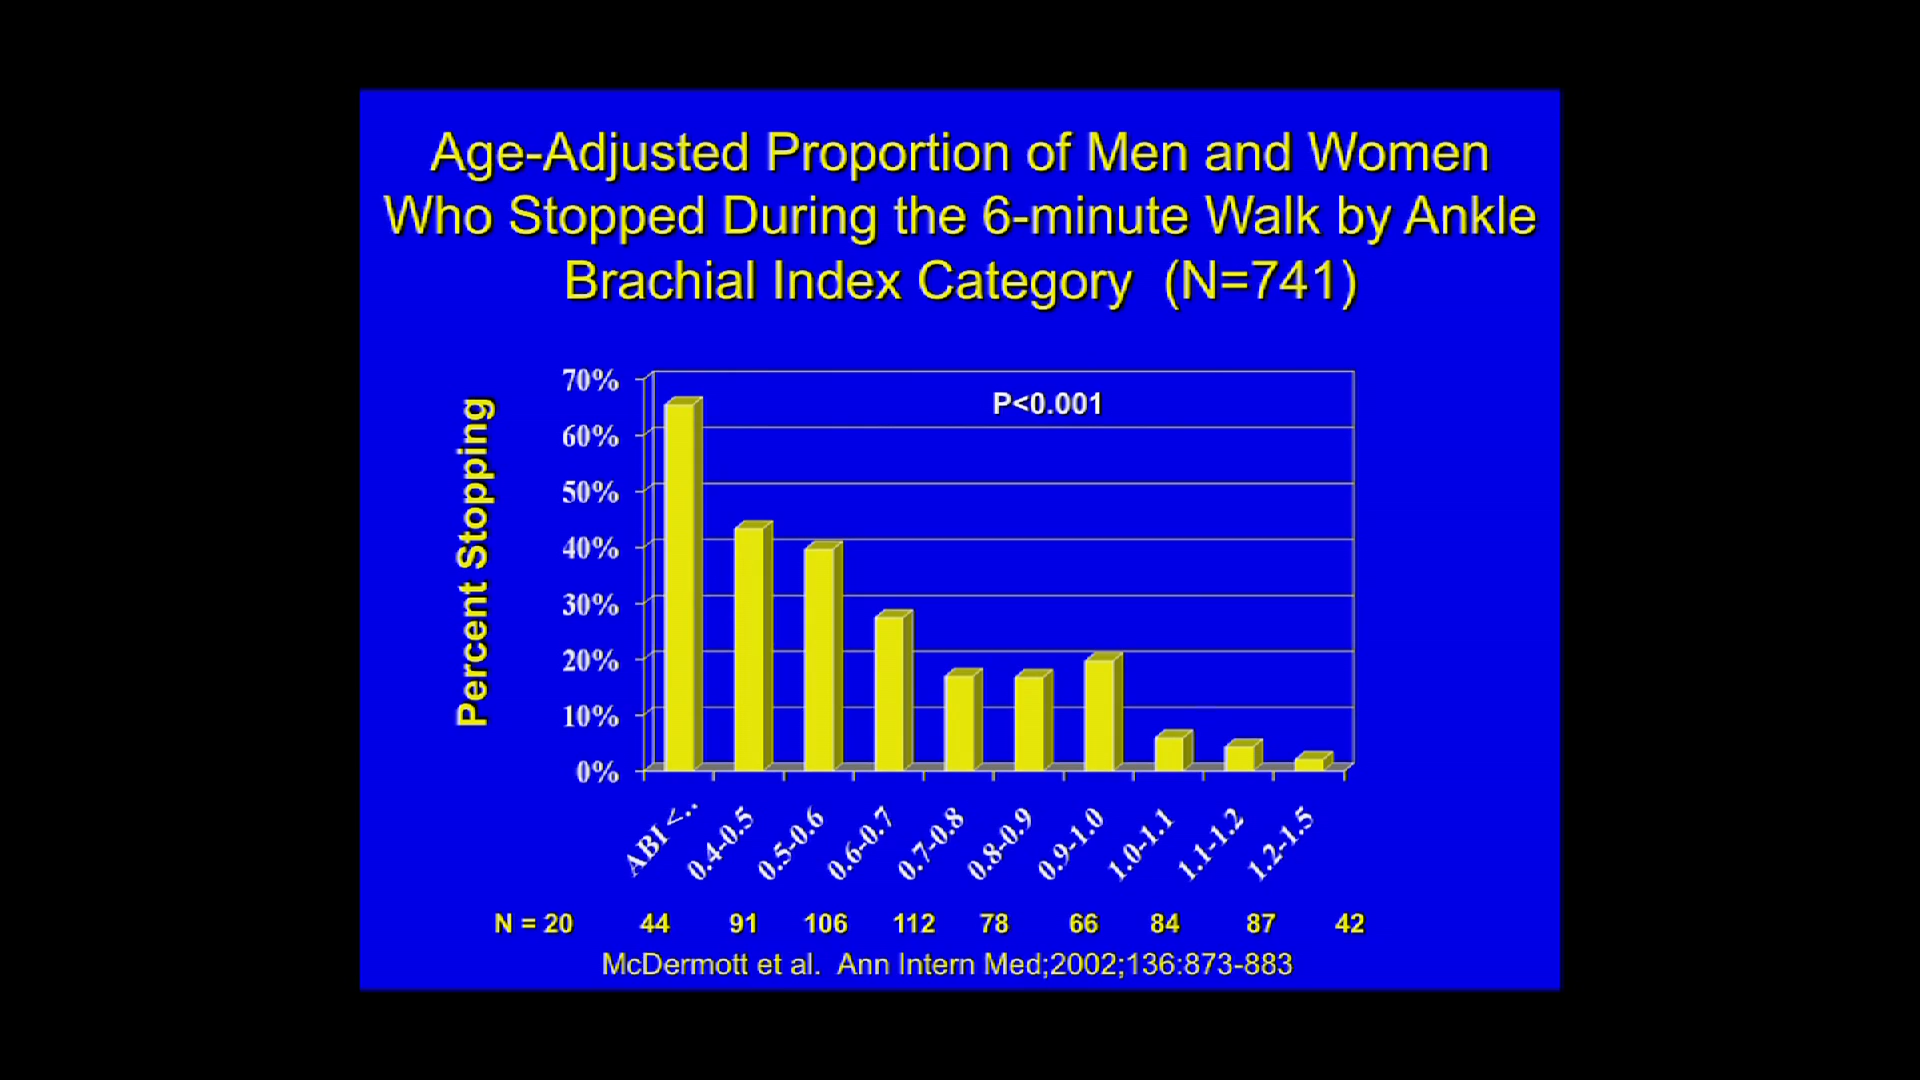 Age-Adjusted Proportion of Men and Women
Who Stopped During the 6-minute Walk by Ankle
Brachial Index Category (N=741)
P<0.001
Percent Stopping
70%
60%
50%
40%
30%
20%
10%
0%
ABI <..
0.4-0.5
0.5-0.6
0.6-0.7
0.7-0.8
0.8-0.9
0.9-1.0
1.0-1.1
1.1-1.2
1.2-1.5
N = 20 44 91 106 112 78 66 84 87 42
McDermott et al. Ann Intern Med;2002;136:873-883